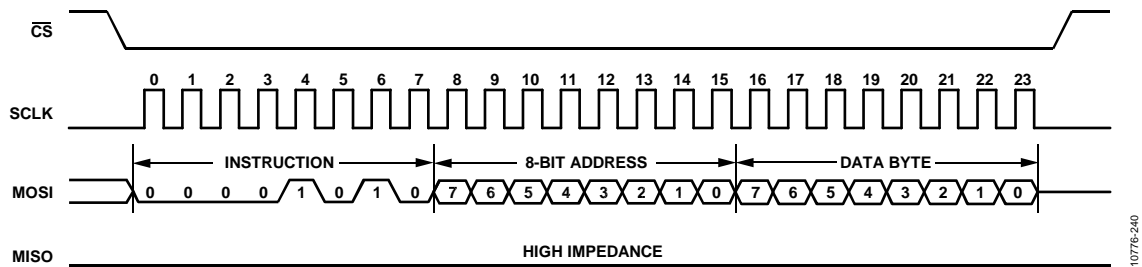 CS
0 1 2 3 4 5 6 7 8 9 10 11 12 13 14 15 16 17 18 19 20 21 22 23
SCLK
INSTRUCTION 8-BIT ADDRESS DATA BYTE
MOSI 0 0 0 0 1 0 1 0 7 6 5 4 3 2 1 0 7 6 5 4 3 2 1 0
MISO HIGH IMPEDANCE
10776-240